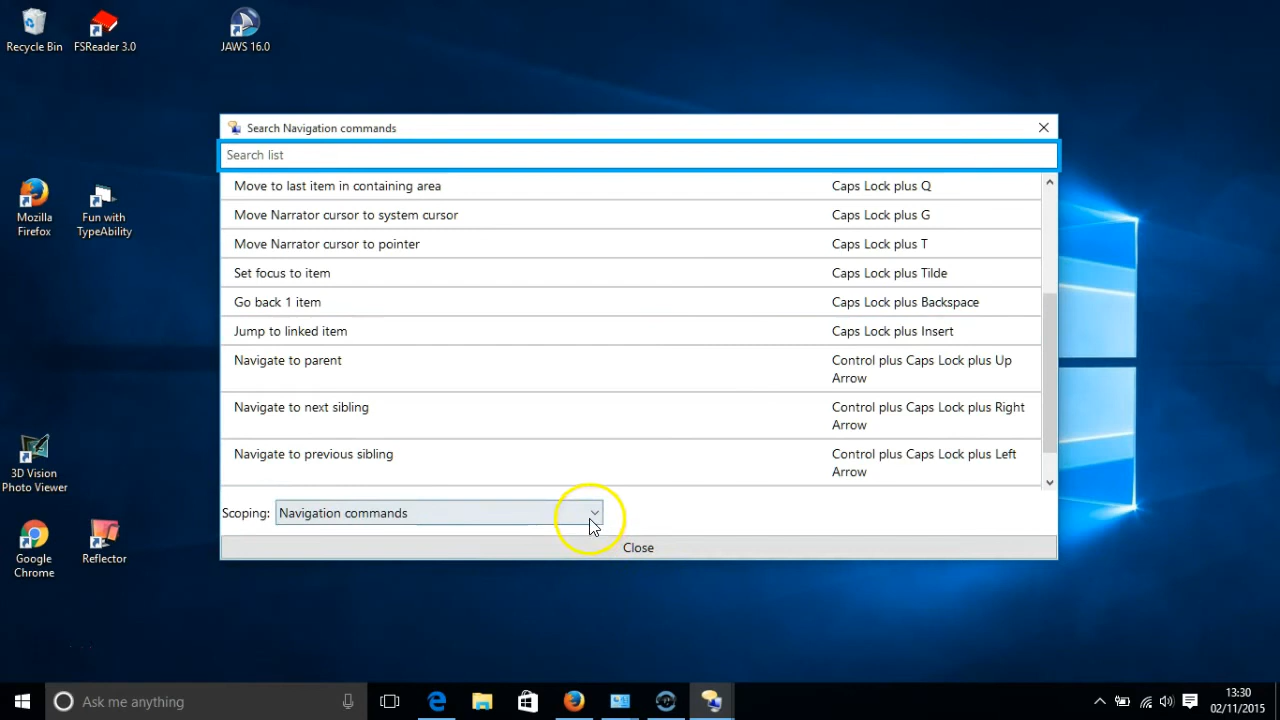 Recycle Bin
FSReader 3.0
JAWS 16.0
Search Navigation commands
Search list
Move to last item in containing area
Caps Lock plus Q
Move Narrator cursor to system cursor
Caps Lock plus G
Move Narrator cursor to pointer
Caps Lock plus T
Set focus to item
Caps Lock plus Tilde
Go back 1 item
Caps Lock plus Backspace
Jump to linked item
Caps Lock plus Insert
Navigate to parent
Control plus Caps Lock plus Up
Arrow
Navigate to next sibling
Control plus Caps Lock plus Right
Arrow
Navigate to previous sibling
Control plus Caps Lock plus Left
Arrow
Scoping:
Navigation commands
Close
Mozilla
Firefox
Fun with
TypeAbility
3D Vision
Photo Viewer
Google
Chrome
Reflector
Ask me anything
13:30
02/11/2015